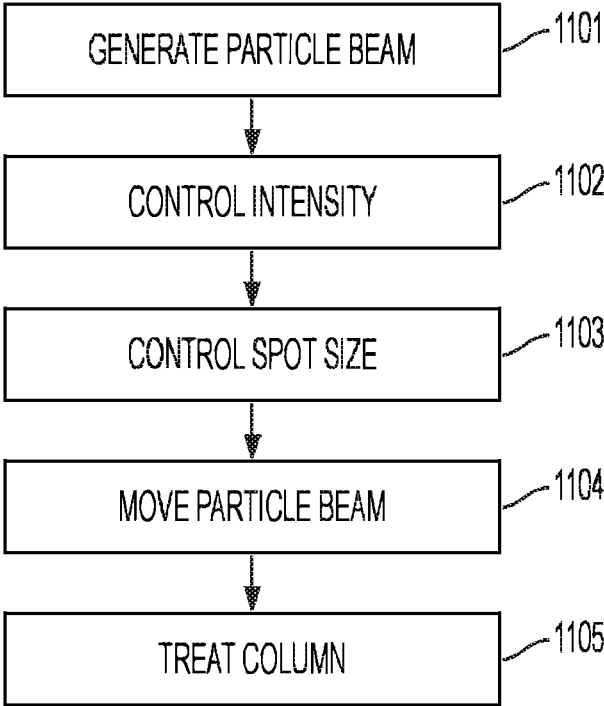 GENERATE PARTICLE BEAM
1101
CONTROL INTENSITY
1102
CONTROL SPOT SIZE
1103
MOVE PARTICLE BEAM
1104
TREAT COLUMN
1105